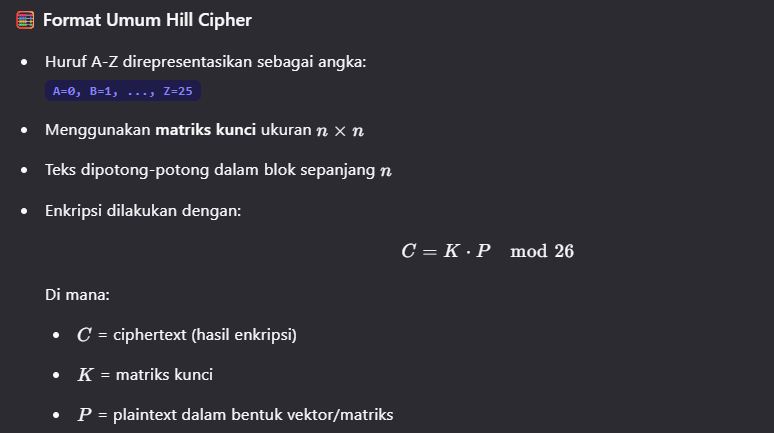 🧮 Format Umum Hill Cipher
• Huruf A-Z direpresentasikan sebagai angka:
A=0, B=1, ..., Z=25
• Menggunakan matriks kunci ukuran n × n
• Teks dipotong-potong dalam blok sepanjang n
• Enkripsi dilakukan dengan:
C = K · P mod 26
Di mana:
• C = ciphertext (hasil enkripsi)
• K = matriks kunci
• P = plaintext dalam bentuk vektor/matriks